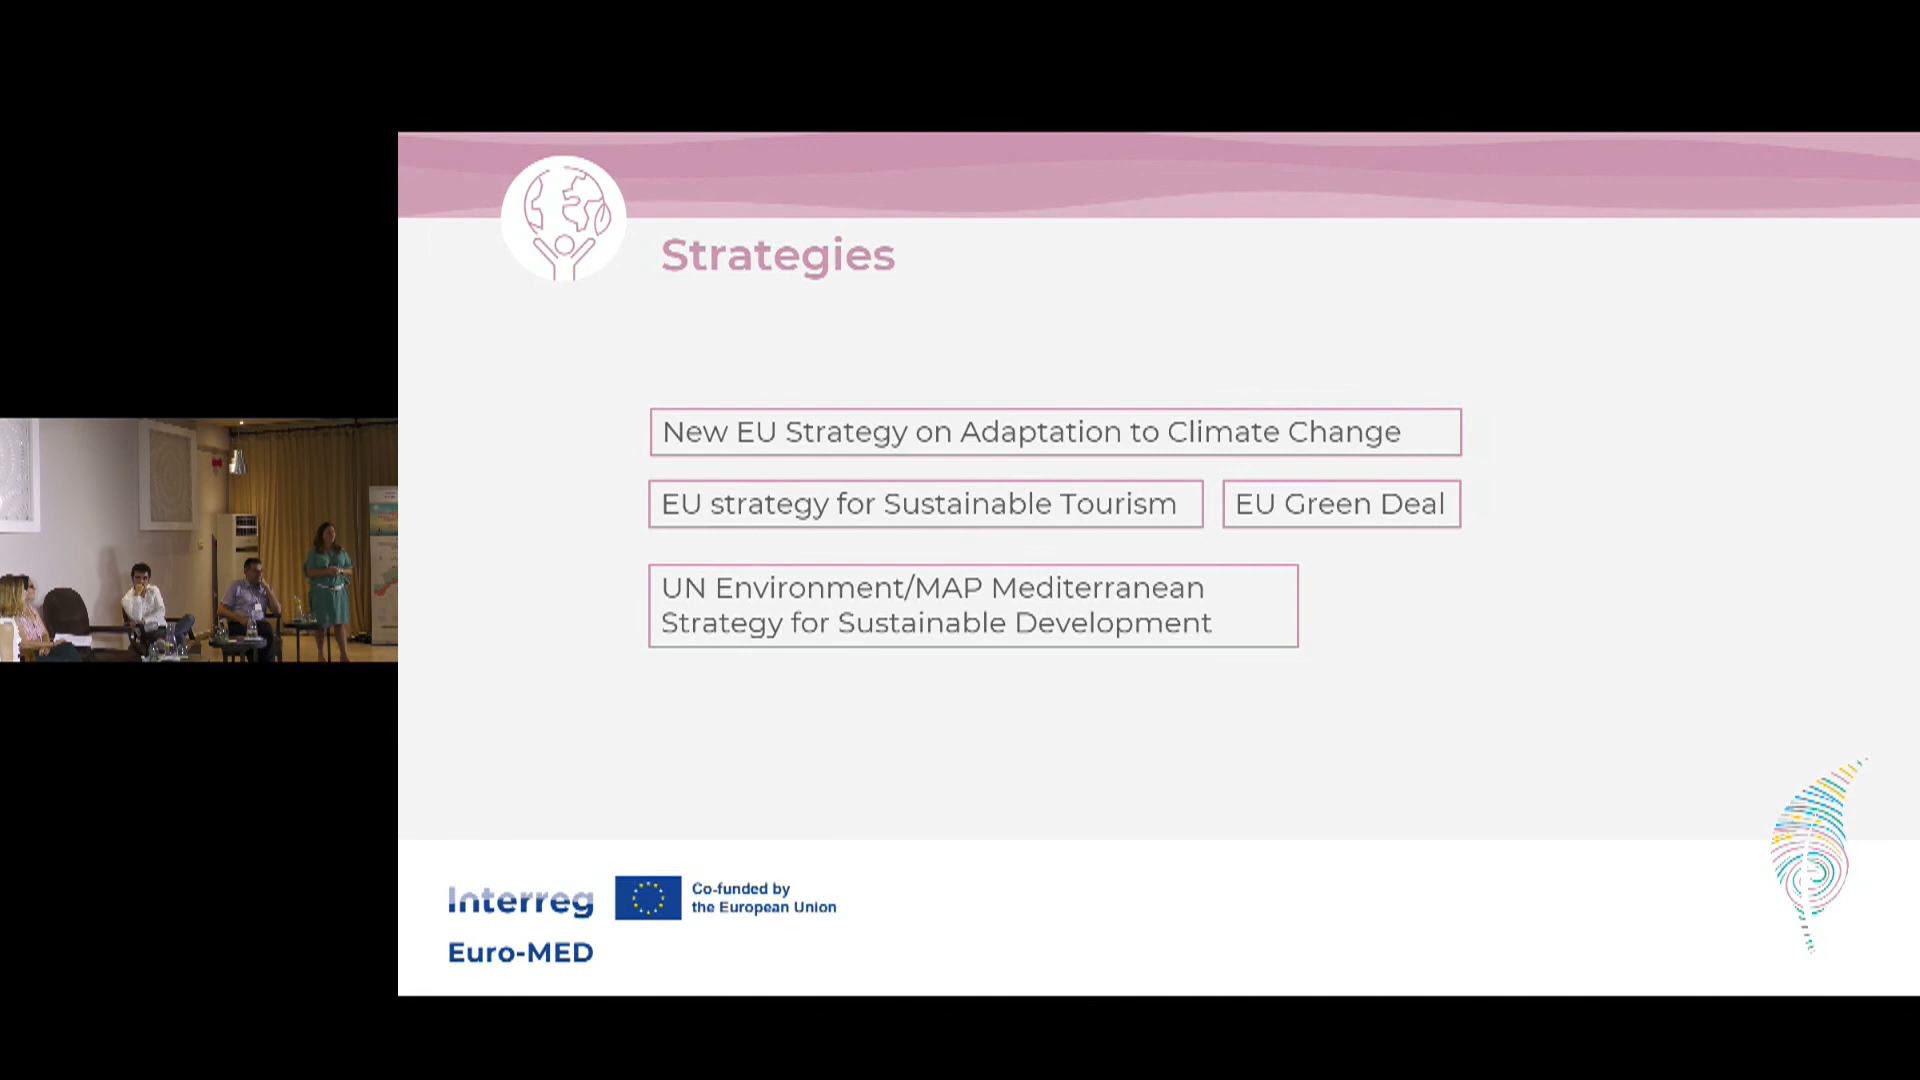 Strategies
New EU Strategy on Adaptation to Climate Change
EU strategy for Sustainable Tourism
EU Green Deal
UN Environment/MAP Mediterranean
Strategy for Sustainable Development
Interreg
Co-funded by
the European Union
Euro-MED